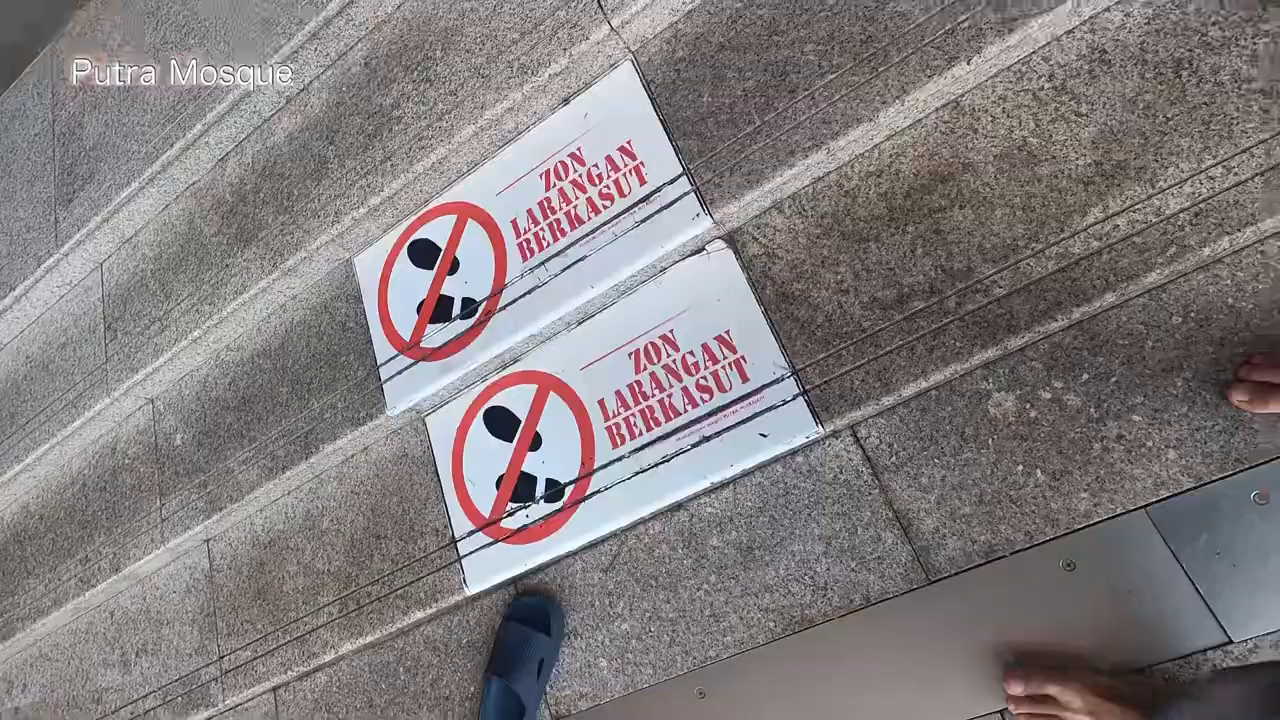 Putra Mosque
ZON
LARANGAN
BERKASUT
ZON
LARANGAN
BERKASUT